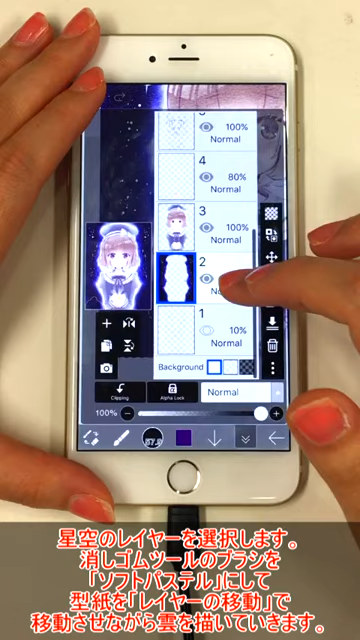 100%
Normal
4
80%
Normal
3
100%
Normal
2
1
10%
Normal
Background
Clipping
Alpha Lock
Normal
100%
星空のレイヤーを選択します。
消しゴムツールのブラシを
「ソフトパステル」にして
型紙を「レイヤーの移動」で
移動させながら雲を描いていきます。